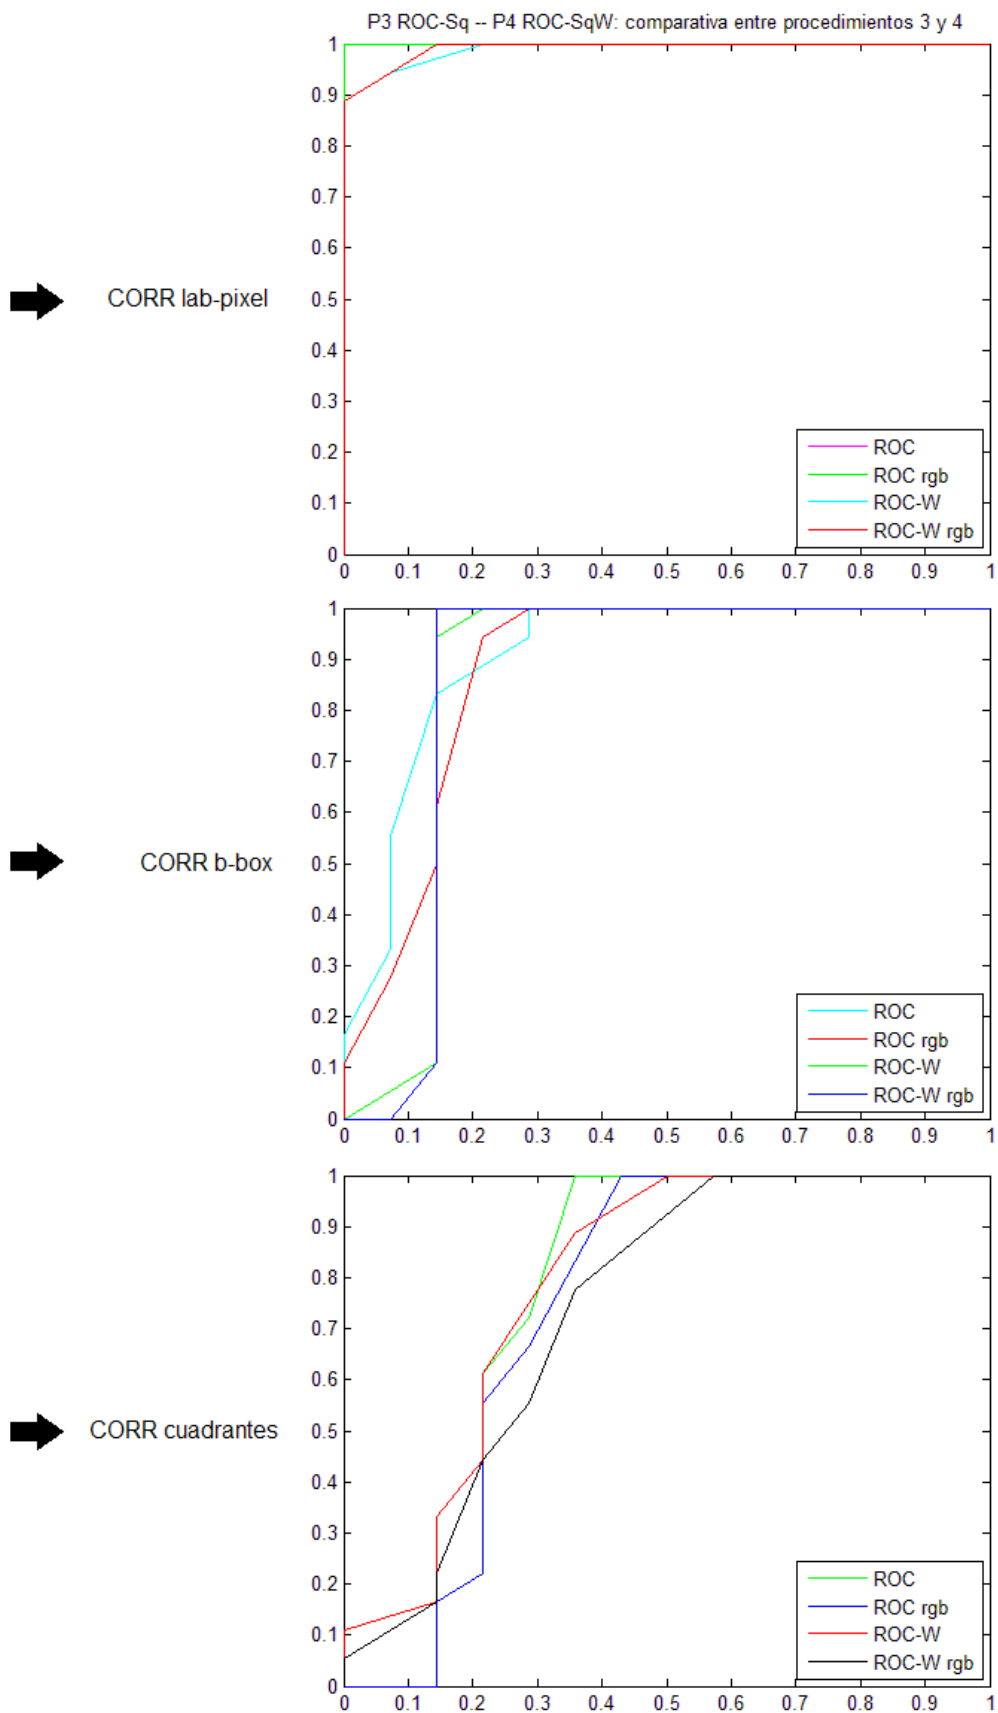 P3 ROC-Sq -- P4 ROC-SqW: comparativa entre procedimientos 3 y 4
1
0.9
0.8
0.7
0.6
0.5
0.4
0.3
0.2
0.1
0
CORR lab-pixel
ROC
ROC rgb
ROC-W
ROC-W rgb
0 0.1 0.2 0.3 0.4 0.5 0.6 0.7 0.8 0.9 1
1
0.9
0.8
0.7
0.6
0.5
0.4
0.3
0.2
0.1
0
CORR b-box
ROC
ROC rgb
ROC-W
ROC-W rgb
0 0.1 0.2 0.3 0.4 0.5 0.6 0.7 0.8 0.9 1
1
0.9
0.8
0.7
0.6
0.5
0.4
0.3
0.2
0.1
0
CORR cuadrantes
ROC
ROC rgb
ROC-W
ROC-W rgb
0 0.1 0.2 0.3 0.4 0.5 0.6 0.7 0.8 0.9 1